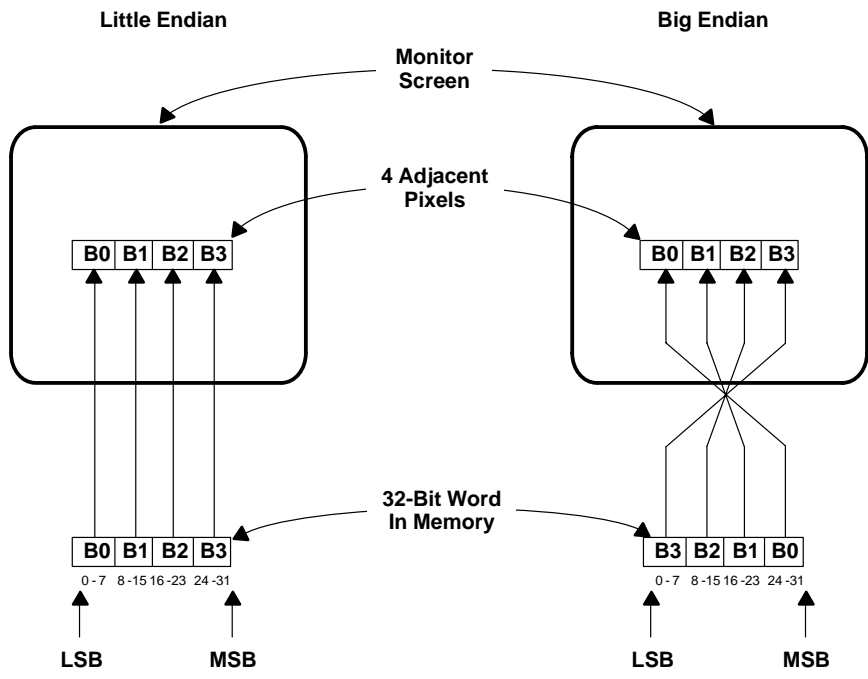 Little Endian
Big Endian
Monitor
Screen
4 Adjacent
Pixels
B0 B1 B2 B3
B0 B1 B2 B3
32-Bit Word
In Memory
B0 B1 B2 B3
B3 B2 B1 B0
0 - 7 8 -15 16 -23 24 -31
0 - 7 8 -15 16 -23 24 -31
LSB MSB
LSB MSB